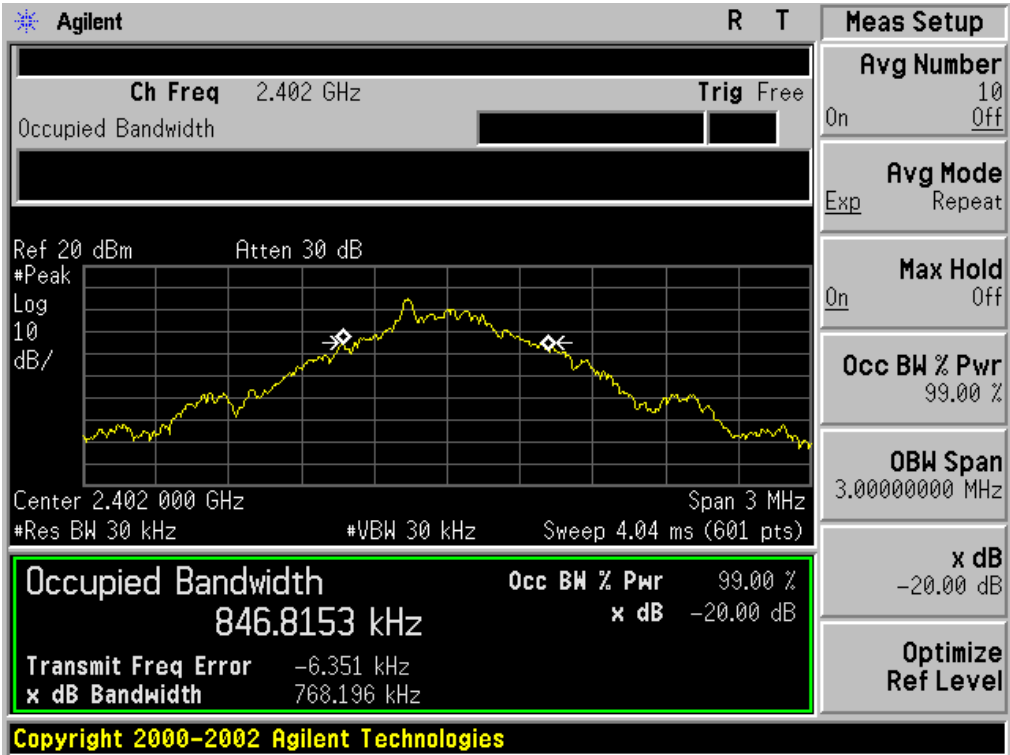 Agilent R T
Ch Freq 2.402 GHz Trig Free
Occupied Bandwidth
Ref 20 dBm Atten 30 dB
#Peak
Log
10
dB/
Center 2.402 000 GHz Span 3 MHz
#Res BW 30 kHz #VBW 30 kHz Sweep 4.04 ms (601 pts)
Occupied Bandwidth Occ BW % Pwr 99.00 %
846.8153 kHz x dB -20.00 dB
Transmit Freq Error -6.351 kHz
x dB Bandwidth 768.196 kHz
Copyright 2000-2002 Agilent Technologies
Meas Setup
Avg Number
10
On Off
Avg Mode
Exp Repeat
Max Hold
On Off
Occ BW % Pwr
99.00 %
OBW Span
3.00000000 MHz
x dB
-20.00 dB
Optimize
Ref Level